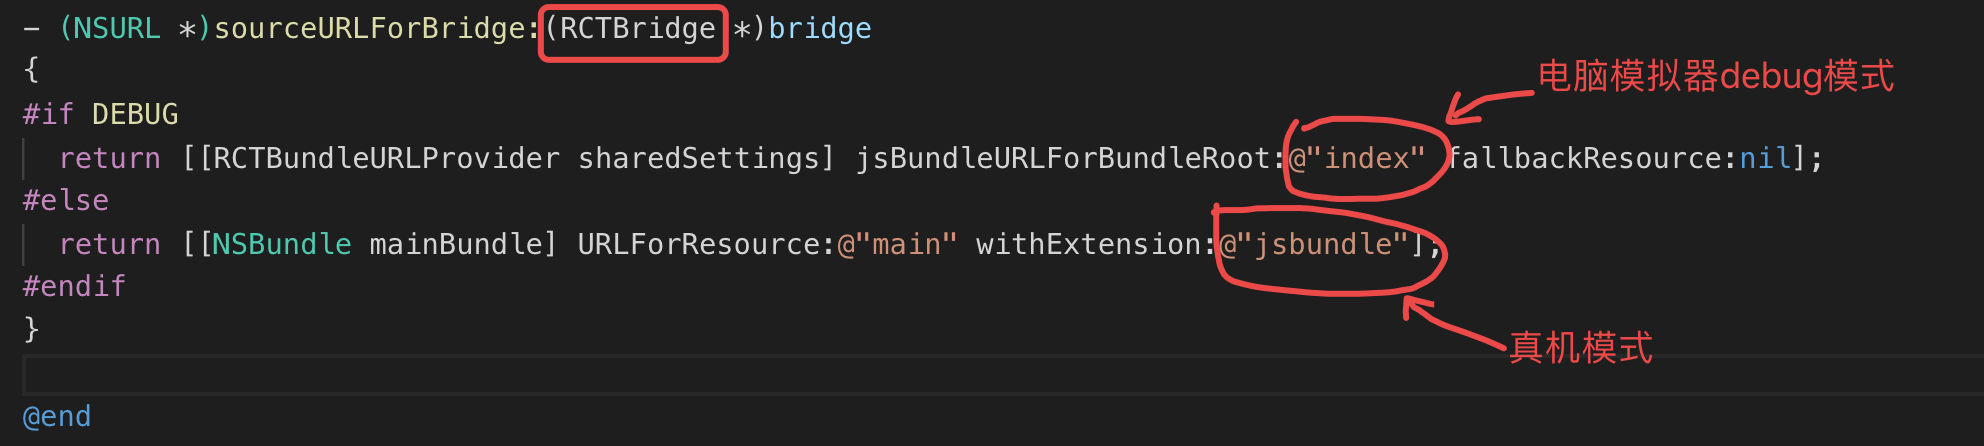 - (NSURL *)sourceURLForBridge:(RCTBridge *)bridge
{
电脑模拟器debug模式
#if DEBUG
  return [[RCTBundleURLProvider sharedSettings] jsBundleURLForBundleRoot:@"index" fallbackResource:nil];
#else
  return [[NSBundle mainBundle] URLForResource:@"main" withExtension:@"jsbundle"];
#endif
}
真机模式
@end